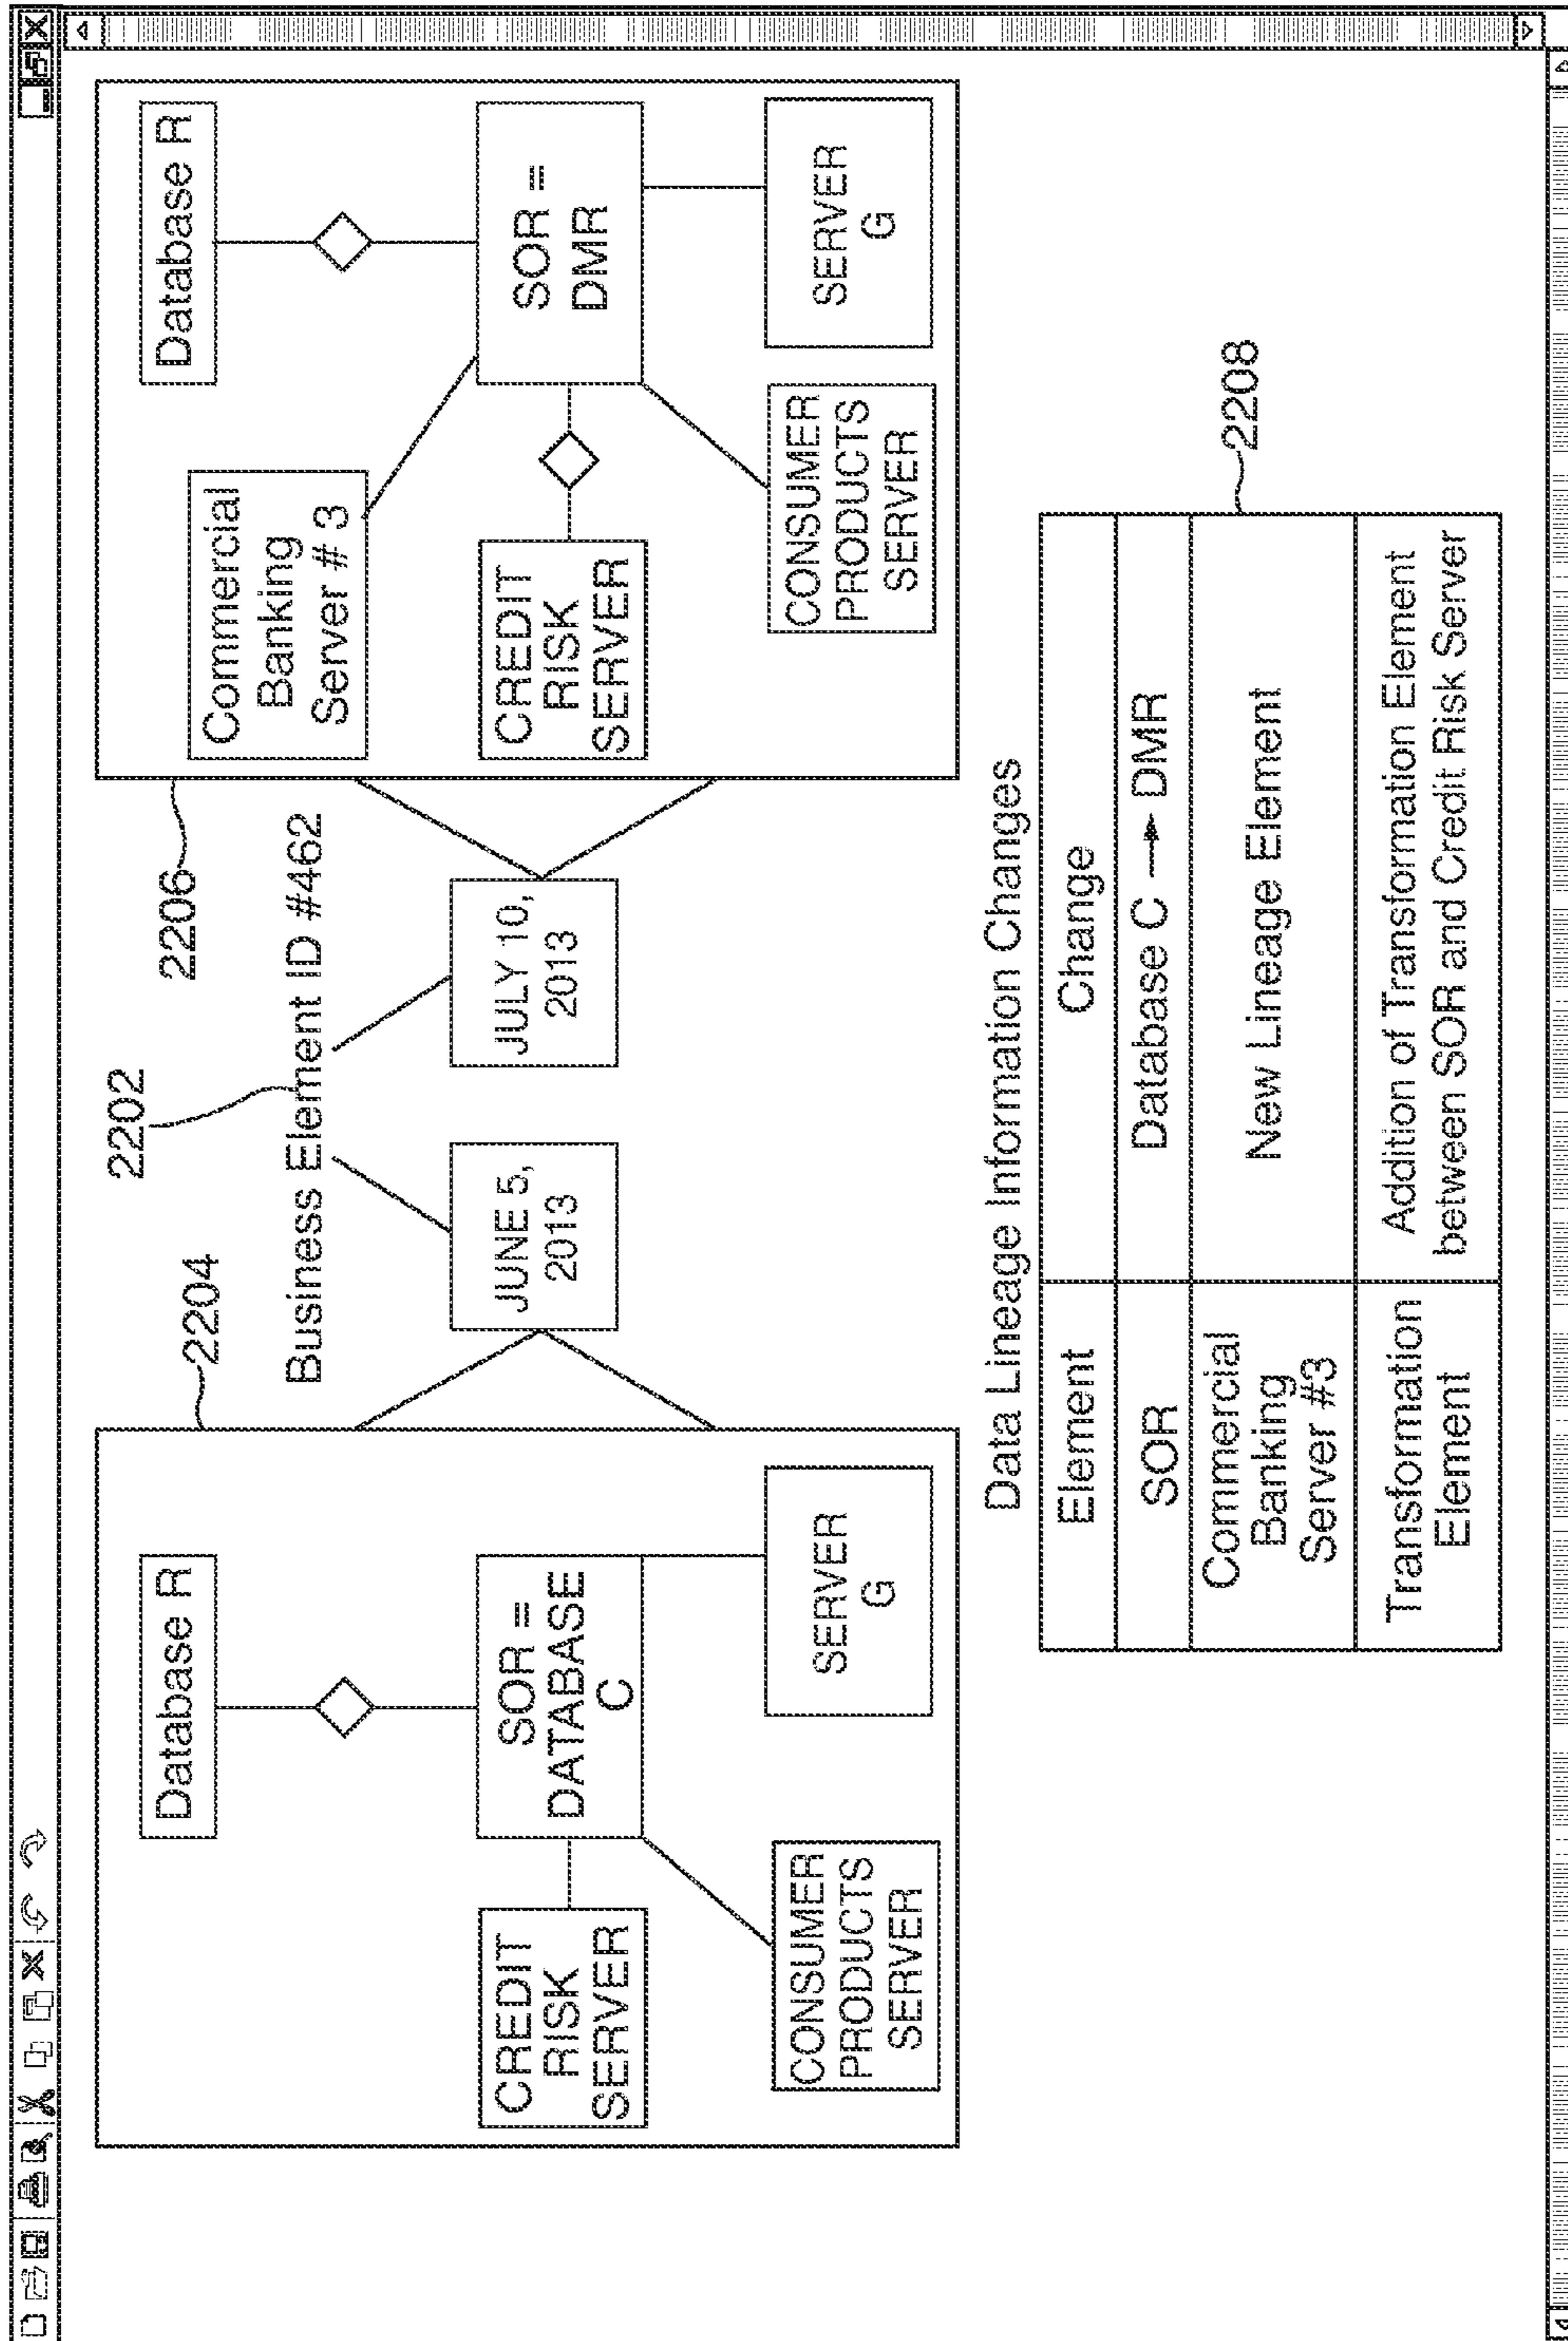 2202
Business Element ID #462
2204
Database R
SOR =
DATABASE
C
CREDIT
RISK
SERVER
CONSUMER
PRODUCTS
SERVER
SERVER
G
JUNE 5,
2013
JULY 10,
2013
2206
Database R
Commercial
Banking
Server # 3
SOR =
DMR
CREDIT
RISK
SERVER
CONSUMER
PRODUCTS
SERVER
SERVER
G
Data Lineage Information Changes
Element
Change
SOR
Database C → DMR
Commercial
Banking
Server #3
New Lineage Element
2208
Transformation
Element
Addition of Transformation Element
between SOR and Credit Risk Server